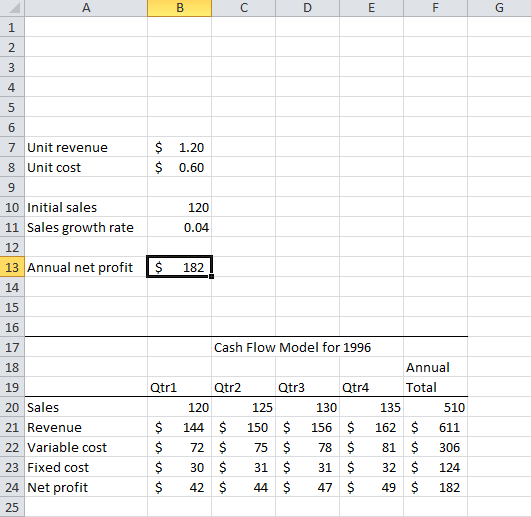 A B C D E F G
1
2
3
4
5
6
7 Unit revenue $ 1.20
8 Unit cost $ 0.60
9
10 Initial sales 120
11 Sales growth rate 0.04
12
13 Annual net profit $ 182
14
15
16
17 Cash Flow Model for 1996
18 Annual
19 Qtr1 Qtr2 Qtr3 Qtr4 Total
20 Sales 120 125 130 135 510
21 Revenue $ 144 $ 150 $ 156 $ 162 $ 611
22 Variable cost $ 72 $ 75 $ 78 $ 81 $ 306
23 Fixed cost $ 30 $ 31 $ 31 $ 32 $ 124
24 Net profit $ 42 $ 44 $ 47 $ 49 $ 182
25